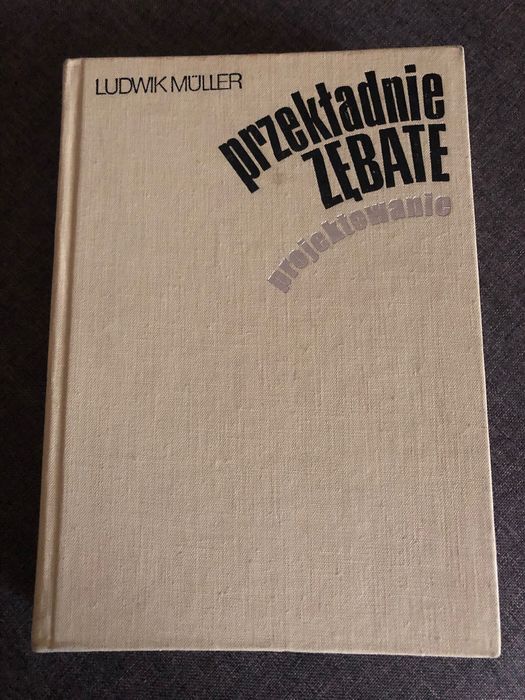 LUDWIK MÜLLER
przekładnie
ZĘBATE
projektowanie